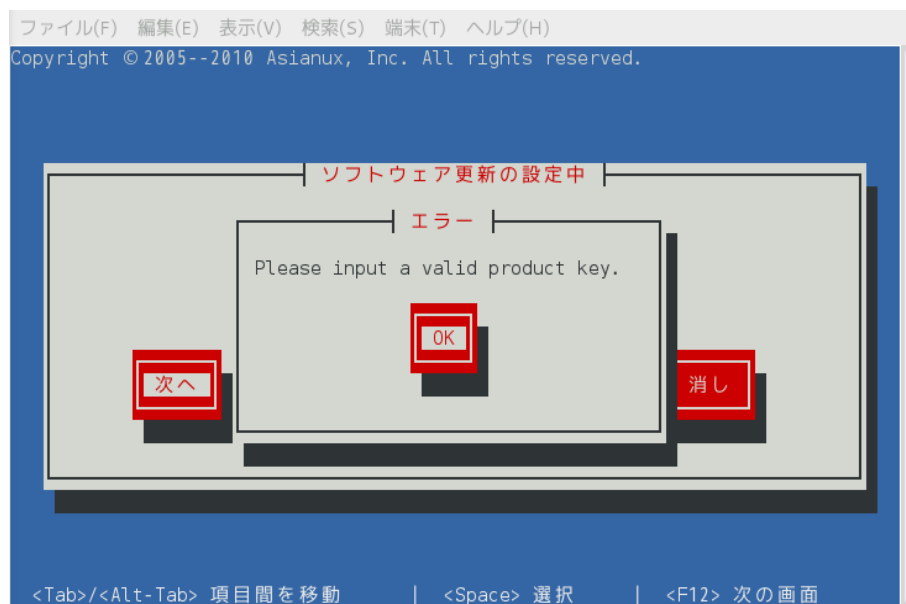 ファイル(F) 編集(E) 表示(V) 検索(S) 端末(T) ヘルプ(H)
Copyright © 2005--2010 Asianux, Inc. All rights reserved.
ソフトウェア更新の設定中
エラー
Please input a valid product key.
OK
次へ
消し
<Tab>/<Alt-Tab> 項目間を移動 | <Space> 選択 | <F12> 次の画面